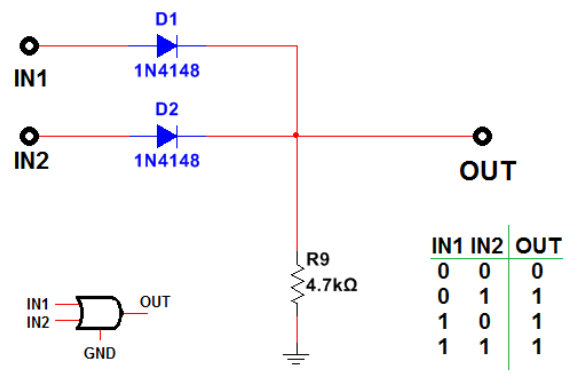 D1
IN1
1N4148
D2
IN2
1N4148
OUT
R9
4.7kΩ
IN1 IN2 OUT
0 0 0
0 1 1
1 0 1
1 1 1
IN1
IN2
OUT
GND